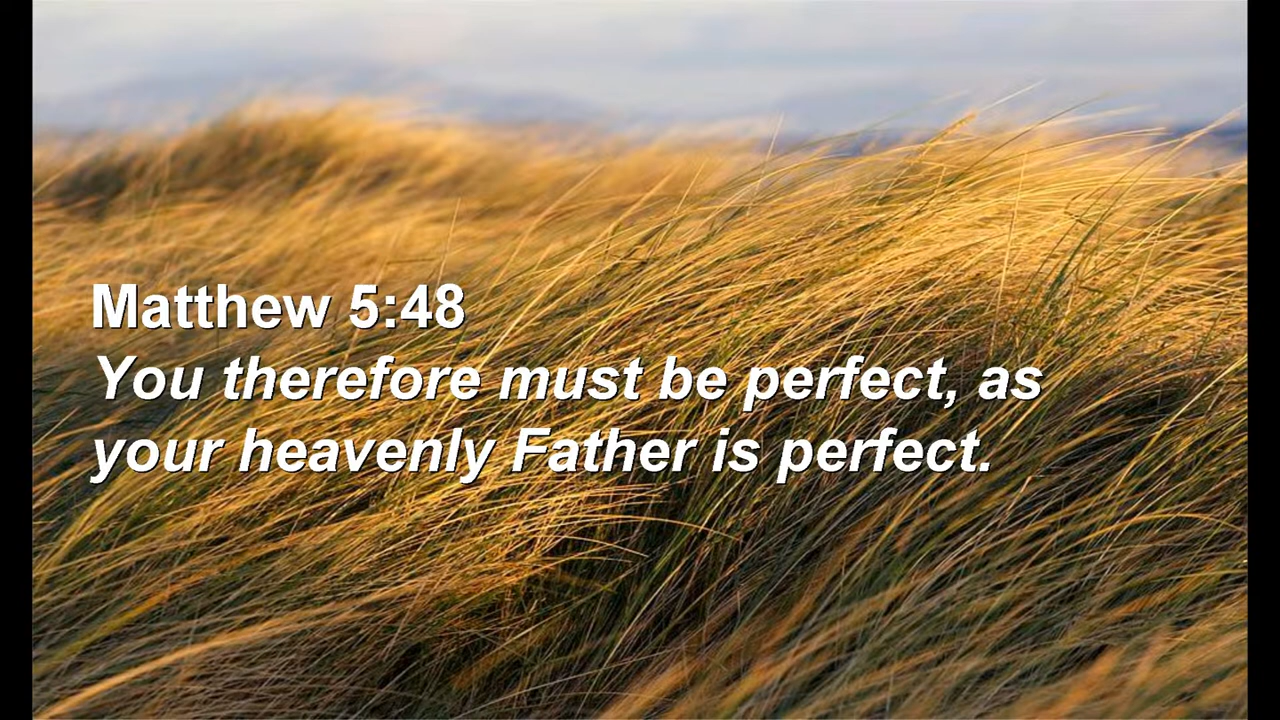 Matthew 5:48
You therefore must be perfect, as
your heavenly Father is perfect.